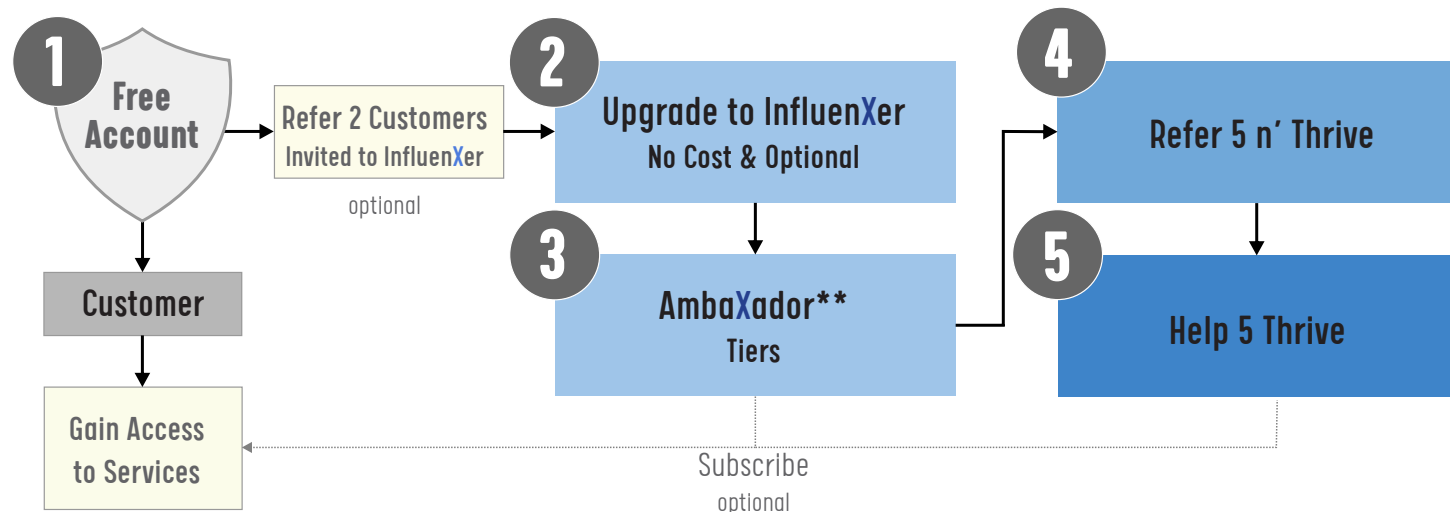 1
Free
Account
Refer 2 Customers
Invited to InfluenXer
optional
Customer
Gain Access
to Services
2
Upgrade to InfluenXer
No Cost & Optional
3
AmbaXador**
Tiers
4
Refer 5 n’ Thrive
5
Help 5 Thrive
Subscribe
optional